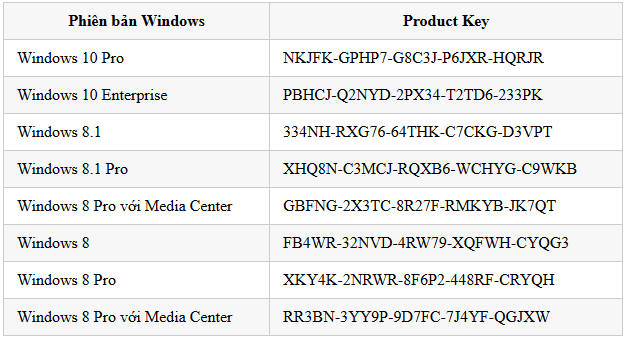 Phiên bản Windows Product Key
Windows 10 Pro NKJFK-GPHP7-G8C3J-P6JXR-HQRJR
Windows 10 Enterprise PBHCJ-Q2NYD-2PX34-T2TD6-233PK
Windows 8.1 334NH-RXG76-64THK-C7CKG-D3VPT
Windows 8.1 Pro XHQ8N-C3MCJ-RQXB6-WCHYG-C9WKB
Windows 8 Pro với Media Center GBFNG-2X3TC-8R27F-RMKYB-JK7QT
Windows 8 FB4WR-32NVD-4RW79-XQFWH-CYQG3
Windows 8 Pro XKY4K-2NRWR-8F6P2-448RF-CRYQH
Windows 8 Pro với Media Center RR3BN-3YY9P-9D7FC-7J4YF-QGJXW